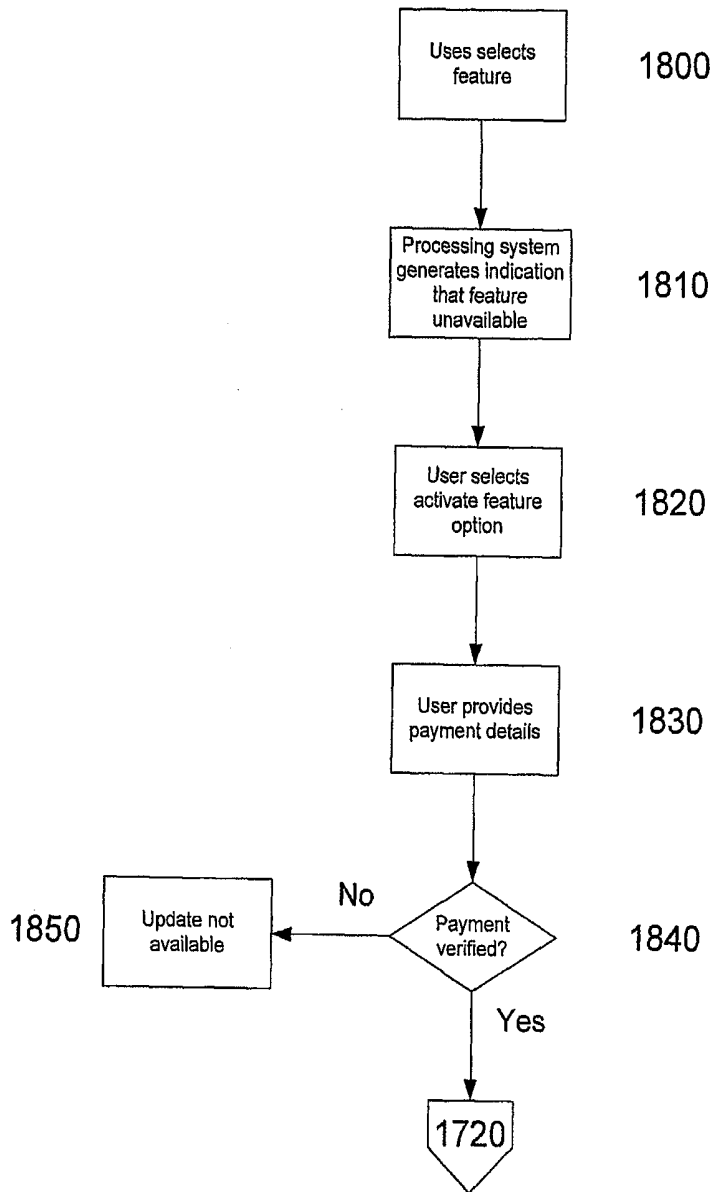 Uses selects
feature
1800
Processing system
generates indication
that feature
unavailable
1810
User selects
activate feature
option
1820
User provides
payment details
1830
No
1850
Update not
available
Payment
verified?
1840
Yes
1720